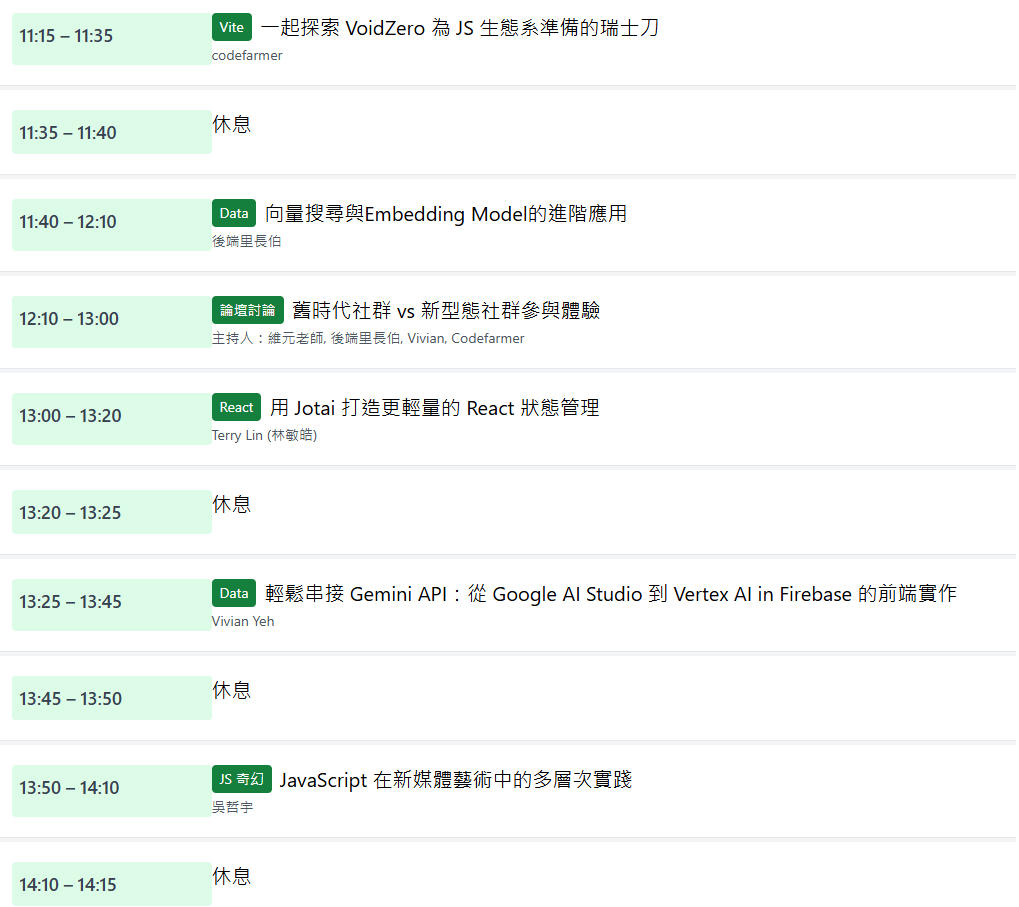 11:15 – 11:35
Vite 一起探索 VoidZero 為 JS 生態系準備的瑞士刀
codefarmer
11:35 – 11:40
休息
11:40 – 12:10
Data 向量搜尋與Embedding Model的進階應用
後端里長伯
12:10 – 13:00
論壇討論 舊時代社群 vs 新型態社群參與體驗
主持人：維元老師, 後端里長伯, Vivian, Codefarmer
13:00 – 13:20
React 用 Jotai 打造更輕量的 React 狀態管理
Terry Lin (林敏皓)
13:20 – 13:25
休息
13:25 – 13:45
Data 輕鬆串接 Gemini API：從 Google AI Studio 到 Vertex AI in Firebase 的前端實作
Vivian Yeh
13:45 – 13:50
休息
13:50 – 14:10
JS 奇幻 JavaScript 在新媒體藝術中的多層次實踐
吳哲宇
14:10 – 14:15
休息